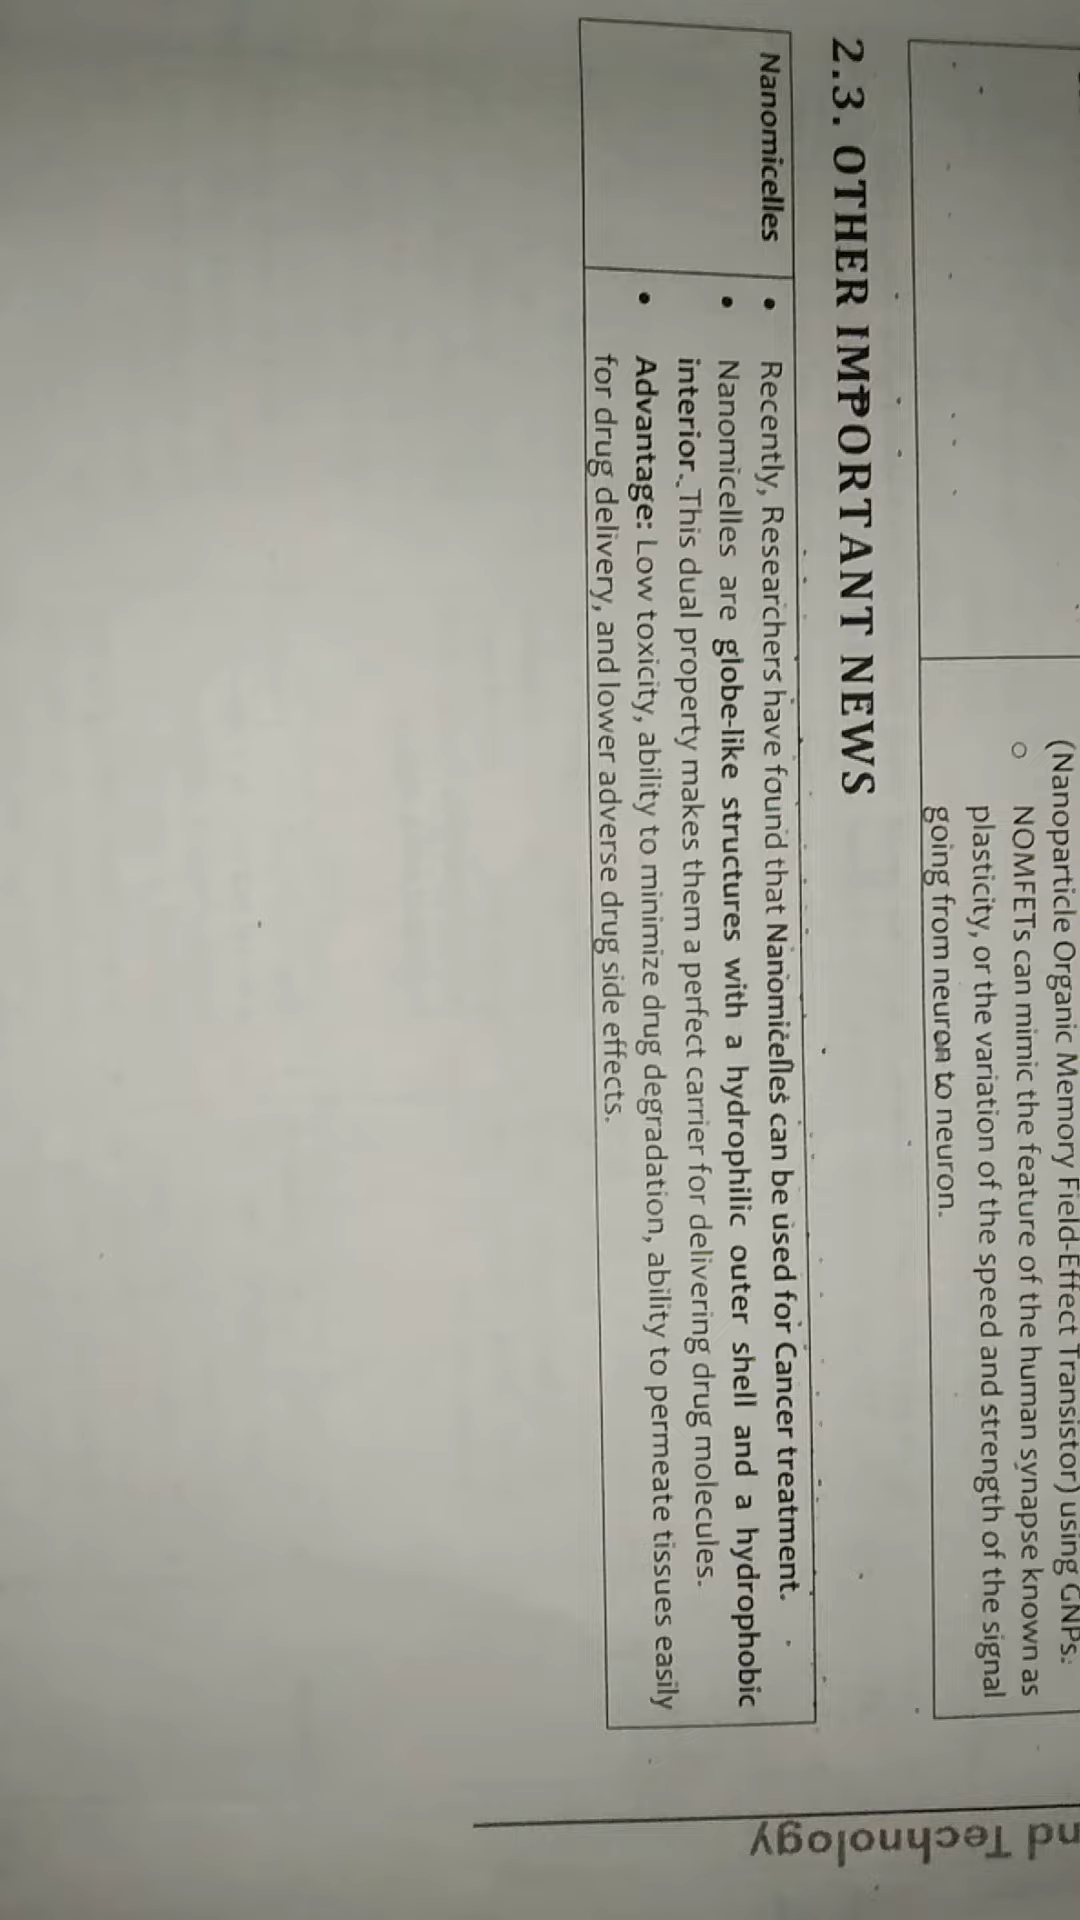 (Nanoparticle Organic Memory Field-Effect Transistor) using GNPs.
○ NOMFETs can mimic the feature of the human synapse known as
plasticity, or the variation of the speed and strength of the signal
going from neuron to neuron.
2.3. OTHER IMPORTANT NEWS
Nanomicelles
• Recently, Researchers have found that Nanomicelles can be used for Cancer treatment.
• Nanomicelles are globe-like structures with a hydrophilic outer shell and a hydrophobic
interior. This dual property makes them a perfect carrier for delivering drug molecules.
• Advantage: Low toxicity, ability to minimize drug degradation, ability to permeate tissues easily
for drug delivery, and lower adverse drug side effects.
nd Technology